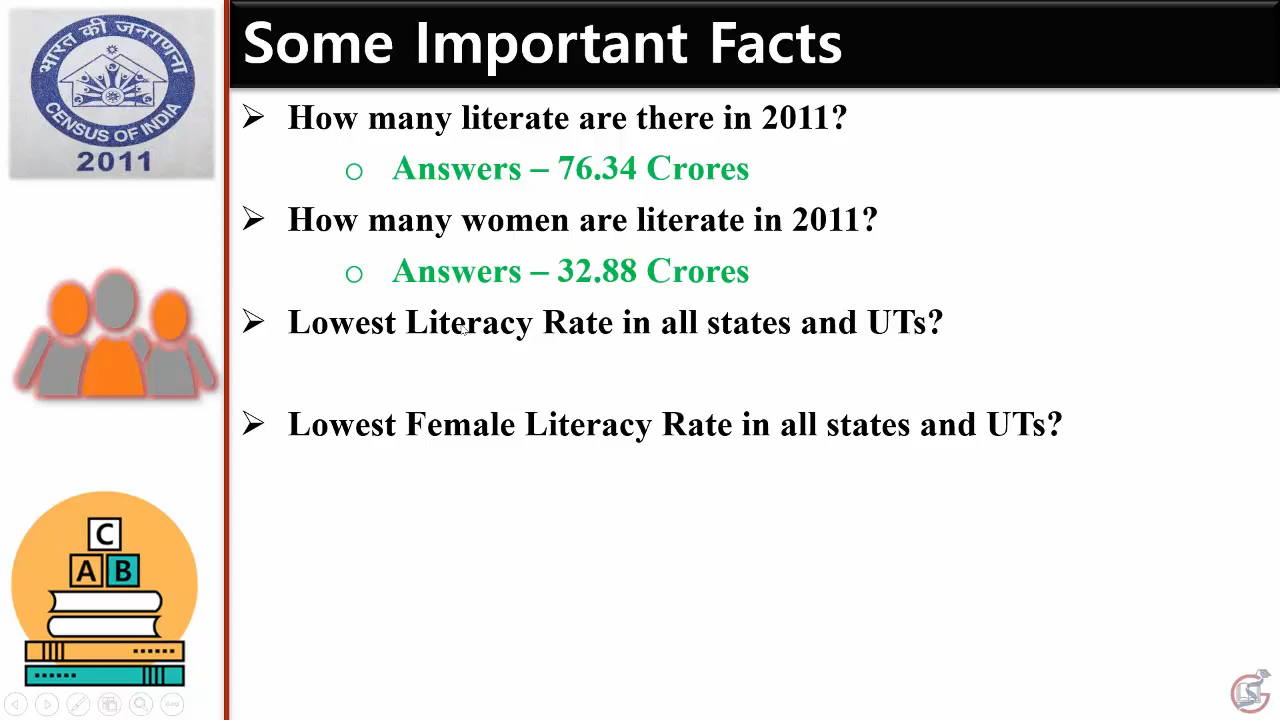 भारत की जनगणना
CENSUS OF INDIA
2011
Some Important Facts
➢ How many literate are there in 2011?
o Answers – 76.34 Crores
➢ How many women are literate in 2011?
o Answers – 32.88 Crores
➢ Lowest Literacy Rate in all states and UTs?
➢ Lowest Female Literacy Rate in all states and UTs?
C
A B